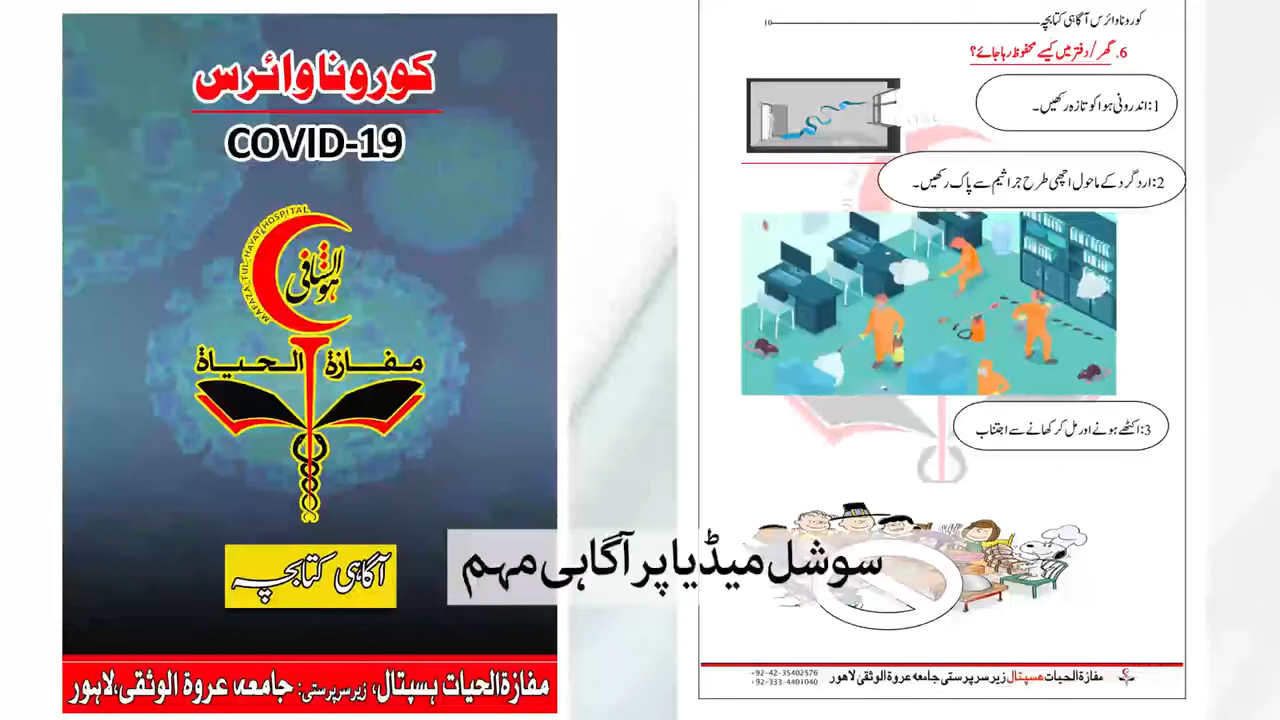 کورونا وائرس
COVID-19
MAFAZA TUL HAYAT HOSPITAL
ہوالشافی
مفازۃ الحیاۃ
آگاہی کتابچہ
مفازۃ الحیات ہسپتال، زیر سرپرستی: جامعہ عروۃ الوثقی، لاہور
سوشل میڈیا پر آگاہی مہم
کورونا وائرس آگاہی کتابچہ 10
6. گھر/دفتر میں کیسے محفوظ رہا جائے؟
1: اندرونی ہوا کو تازہ رکھیں۔
2: ارد گرد کے ماحول اچھی طرح جراثیم سے پاک رکھیں۔
3: اکٹھے ہونے اور مل کر کھانے سے اجتناب
مفازۃ الحیات ہسپتال زیر سرپرستی جامعہ عروۃ الوثقی لاہور
+92-42-35402576
+92-333-4401040